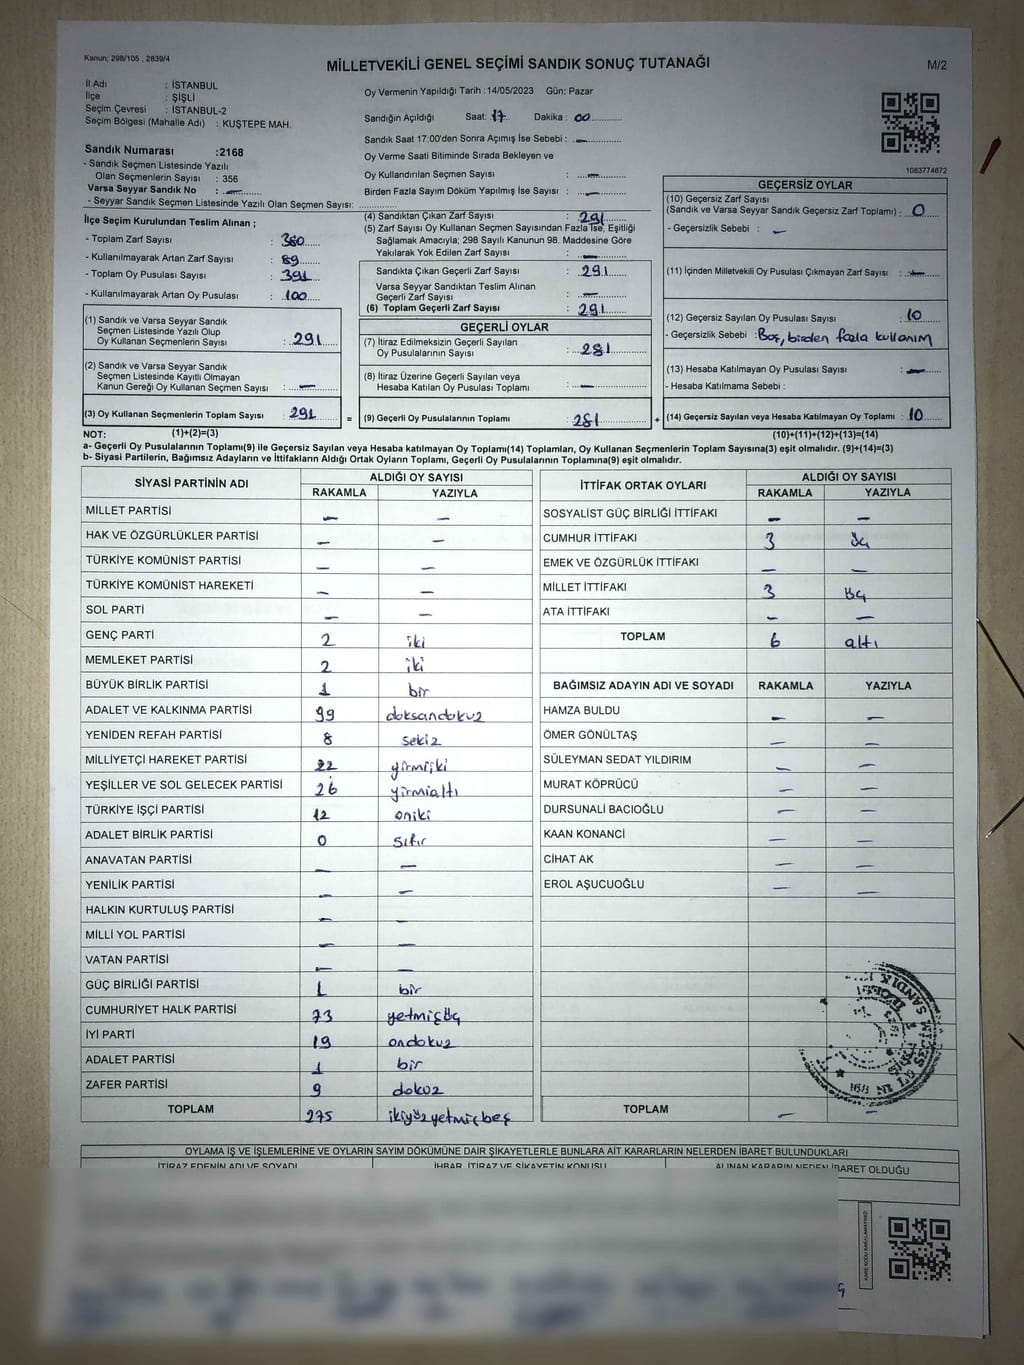 Kanun: 298/105 , 2839/4
MİLLETVEKİLİ GENEL SEÇİMİ SANDIK SONUÇ TUTANAĞI
M/2
İl Adı : İSTANBUL
İlçe : ŞİŞLİ
Seçim Çevresi : İSTANBUL-2
Seçim Bölgesi (Mahalle Adı) : KUŞTEPE MAH.
Sandık Numarası :2168
- Sandık Seçmen Listesinde Yazılı
Olan Seçmenlerin Sayısı : 356
Varsa Seyyar Sandık No : —
- Seyyar Sandık Seçmen Listesinde Yazılı Olan Seçmen Sayısı:
Oy Vermenin Yapıldığı Tarih :14/05/2023 Gün: Pazar
Sandığın Açıldığı Saat: 17 Dakika : 00
Sandık Saat 17:00'den Sonra Açımış İse Sebebi : —
Oy Verme Saati Bitiminde Sırada Bekleyen ve
Oy Kullandırılan Seçmen Sayısı : —
Birden Fazla Sayım Döküm Yapılmış İse Sayısı : —
1083774672
İlçe Seçim Kurulundan Teslim Alınan ;
- Toplam Zarf Sayısı : 380
- Kullanılmayarak Artan Zarf Sayısı : 89
- Toplam Oy Pusulası Sayısı : 391
- Kullanılmayarak Artan Oy Pusulası : 100
(1) Sandık ve Varsa Seyyar Sandık
Seçmen Listesinde Yazılı Olup
Oy Kullanan Seçmenlerin Sayısı : 291
(2) Sandık ve Varsa Seyyar Sandık
Seçmen Listesinde Kayıtlı Olmayan
Kanun Gereği Oy Kullanan Seçmen Sayısı : —
(3) Oy Kullanan Seçmenlerin Toplam Sayısı : 291 =
(1)+(2)=(3)
(4) Sandıktan Çıkan Zarf Sayısı : 291
(5) Zarf Sayısı Oy Kullanan Seçmen Sayısından Fazla İse, Eşitliği
Sağlamak Amacıyla; 298 Sayılı Kanunun 98. Maddesine Göre
Yakılarak Yok Edilen Zarf Sayısı : —
Sandıkta Çıkan Geçerli Zarf Sayısı : 291
Varsa Seyyar Sandıktan Teslim Alınan
Geçerli Zarf Sayısı : —
(6) Toplam Geçerli Zarf Sayısı : 291
GEÇERLİ OYLAR
(7) İtiraz Edilmeksizin Geçerli Sayılan
Oy Pusulalarının Sayısı : 281
(8) İtiraz Üzerine Geçerli Sayılan veya
Hesaba Katılan Oy Pusulası Toplamı : —
(9) Geçerli Oy Pusulalarının Toplamı : 281 +
GEÇERSİZ OYLAR
(10) Geçersiz Zarf Sayısı
(Sandık ve Varsa Seyyar Sandık Geçersiz Zarf Toplamı) : 0
- Geçersizlik Sebebi : —
(11) İçinden Milletvekili Oy Pusulası Çıkmayan Zarf Sayısı : —
(12) Geçersiz Sayılan Oy Pusulası Sayısı : 10
- Geçersizlik Sebebi : Boş, birden fazla kullanım
(13) Hesaba Katılmayan Oy Pusulası Sayısı : —
- Hesaba Katılmama Sebebi :
(14) Geçersiz Sayılan veya Hesaba Katılmayan Oy Toplamı : 10
(10)+(11)+(12)+(13)=(14)
NOT:
a- Geçerli Oy Pusulalarının Toplamı(9) ile Geçersiz Sayılan veya Hesaba katılmayan Oy Toplamı(14) Toplamları, Oy Kullanan Seçmenlerin Toplam Sayısına(3) eşit olmalıdır. (9)+(14)=(3)
b- Siyasi Partilerin, Bağımsız Adayların ve İttifakların Aldığı Ortak Oyların Toplamı, Geçerli Oy Pusulalarının Toplamına(9) eşit olmalıdır.
SİYASİ PARTİNİN ADI ALDIĞI OY SAYISI
RAKAMLA YAZIYLA
MİLLET PARTİSİ — —
HAK VE ÖZGÜRLÜKLER PARTİSİ — —
TÜRKİYE KOMÜNİST PARTİSİ — —
TÜRKİYE KOMÜNİST HAREKETİ — —
SOL PARTİ — —
GENÇ PARTİ 2 iki
MEMLEKET PARTİSİ 2 iki
BÜYÜK BİRLİK PARTİSİ 1 bir
ADALET VE KALKINMA PARTİSİ 99 doksandokuz
YENİDEN REFAH PARTİSİ 8 sekiz
MİLLİYETÇİ HAREKET PARTİSİ 22 yirmiiki
YEŞİLLER VE SOL GELECEK PARTİSİ 26 yirmialtı
TÜRKİYE İŞÇİ PARTİSİ 12 oniki
ADALET BİRLİK PARTİSİ 0 sıfır
ANAVATAN PARTİSİ — —
YENİLİK PARTİSİ — —
HALKIN KURTULUŞ PARTİSİ — —
MİLLİ YOL PARTİSİ — —
VATAN PARTİSİ — —
GÜÇ BİRLİĞİ PARTİSİ 1 bir
CUMHURİYET HALK PARTİSİ 73 yetmişüç
İYİ PARTİ 19 ondokuz
ADALET PARTİSİ 1 bir
ZAFER PARTİSİ 9 dokuz
TOPLAM 275 ikiyüzyetmişbeş
İTTİFAK ORTAK OYLARI ALDIĞI OY SAYISI
RAKAMLA YAZIYLA
SOSYALİST GÜÇ BİRLİĞİ İTTİFAKI — —
CUMHUR İTTİFAKI 3 üç
EMEK VE ÖZGÜRLÜK İTTİFAKI — —
MİLLET İTTİFAKI 3 üç
ATA İTTİFAKI — —
TOPLAM 6 altı
BAĞIMSIZ ADAYIN ADI VE SOYADI RAKAMLA YAZIYLA
HAMZA BULDU — —
ÖMER GÖNÜLTAŞ — —
SÜLEYMAN SEDAT YILDIRIM — —
MURAT KÖPRÜCÜ — —
DURSUNALİ BACIOĞLU — —
KAAN KONANCİ — —
CİHAT AK — —
EROL AŞUCUOĞLU — —
TOPLAM — —
OYLAMA İŞ VE İŞLEMLERİNE VE OYLARIN SAYIM DÖKÜMÜNE DAİR ŞİKAYETLERLE BUNLARA AİT KARARLARIN NELERDEN İBARET BULUNDUKLARI
İTİRAZ EDENİN ADI VE SOYADI İHBAR, İTİRAZ VE ŞİKAYETİN KONUSU ALINAN KARARIN NEDEN İBARET OLDUĞU